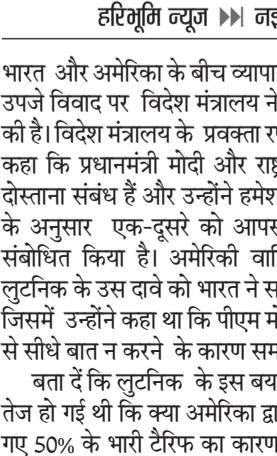 हरिभूमि न्यूज ▶▶| नइ
भारत और अमेरिका के बीच व्यापा
उपजे विवाद पर विदेश मंत्रालय ने
की है। विदेश मंत्रालय के प्रवक्ता र
कहा कि प्रधानमंत्री मोदी और राष्ट्र
दोस्ताना संबंध हैं और उन्होंने हमेश
के अनुसार एक-दूसरे को आपस
संबोधित किया है। अमेरिकी वाणि
लुटनिक के उस दावे को भारत ने स
जिसमें उन्होंने कहा था कि पीएम म
से सीधे बात न करने के कारण सम
बता दें कि लुटनिक के इस बय
तेज हो गई थी कि क्या अमेरिका द्वा
गए 50% के भारी टैरिफ का कारण